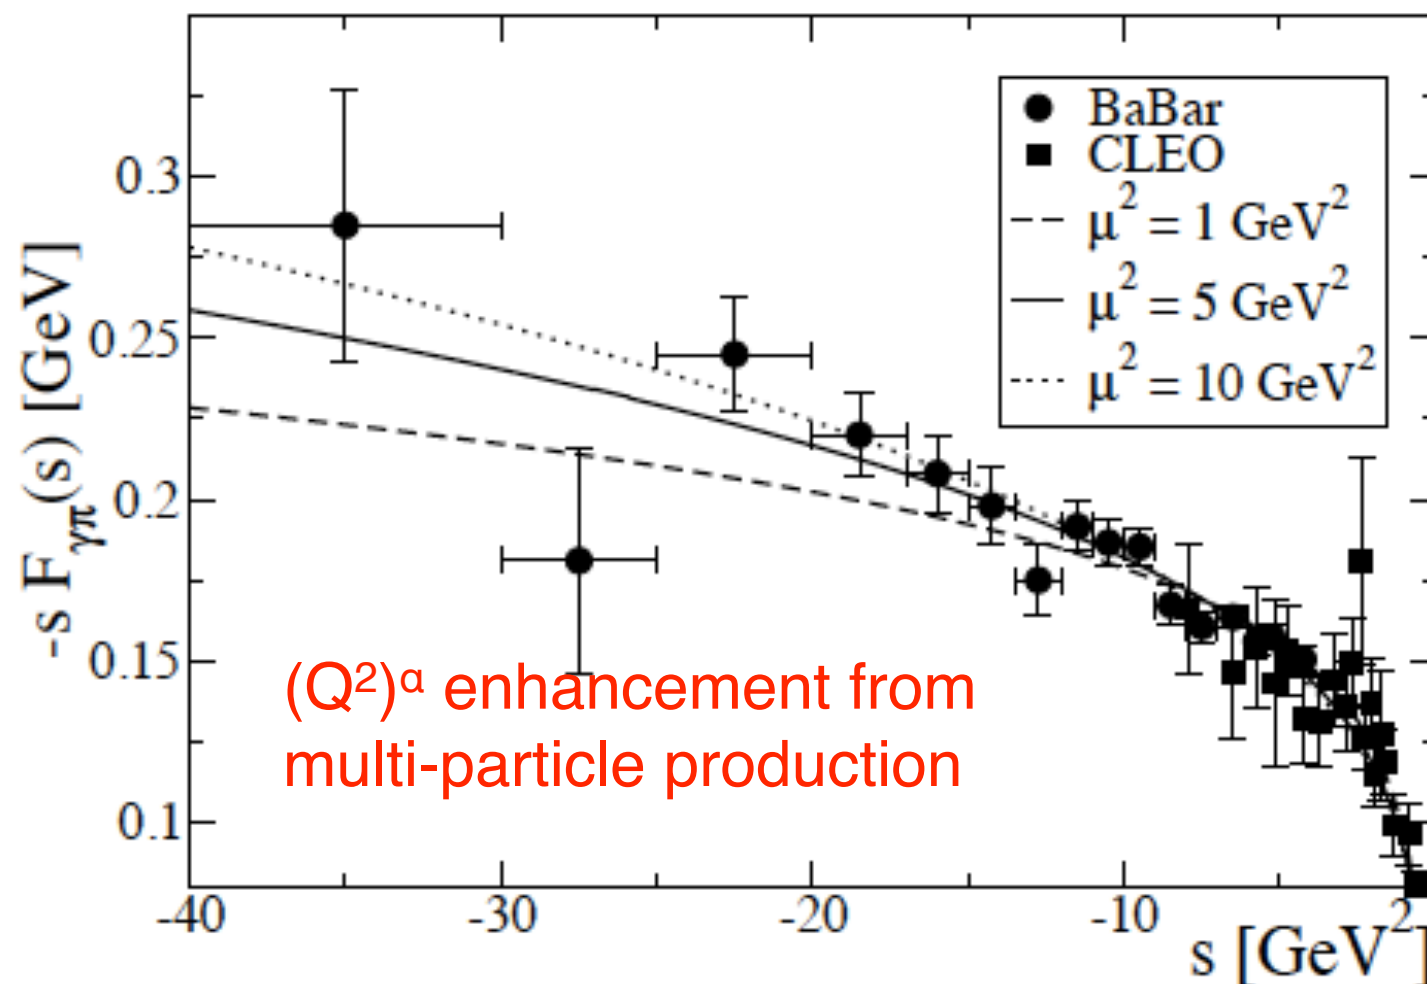 BaBar
CLEO
μ² = 1 GeV²
μ² = 5 GeV²
μ² = 10 GeV²
-s Fγπ(s) [GeV]
0.3
0.25
0.2
0.15
0.1
(Q²)ᵅ enhancement from
multi-particle production
-40 -30 -20 -10
s [GeV²]